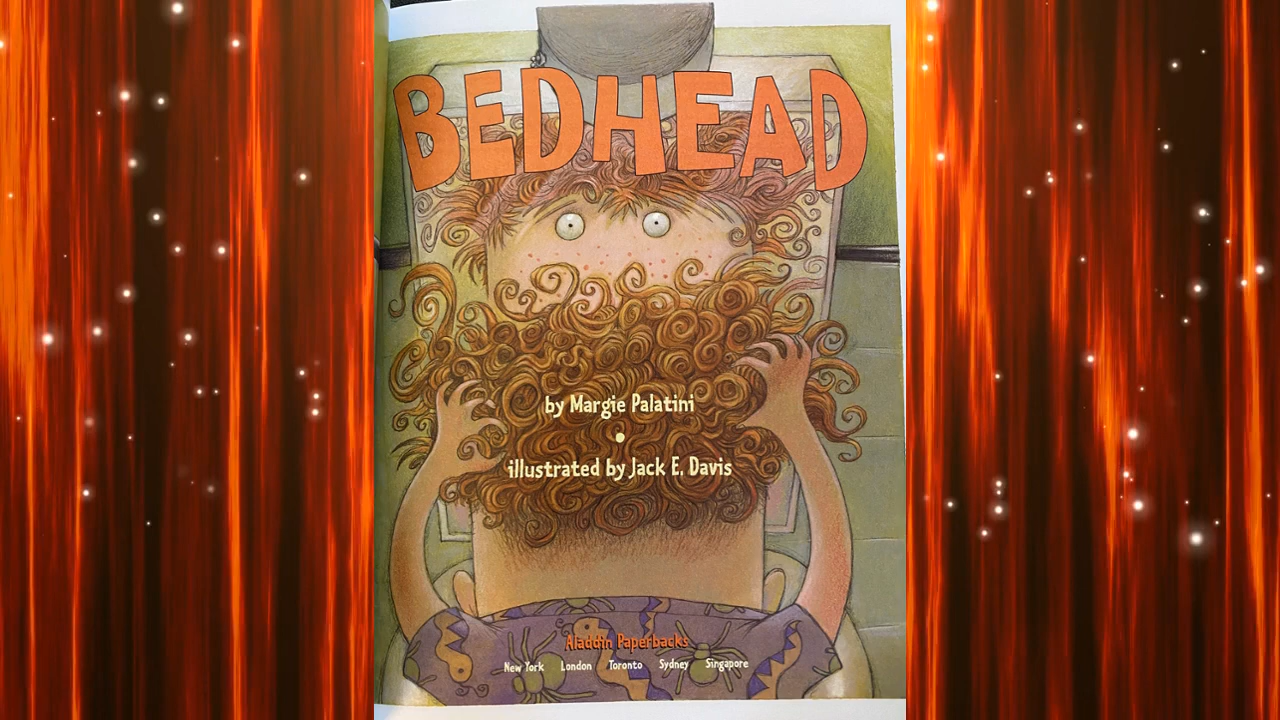 BEDHEAD
by Margie Palatini
•
illustrated by Jack E. Davis
Aladdin Paperbacks
New York London Toronto Sydney Singapore